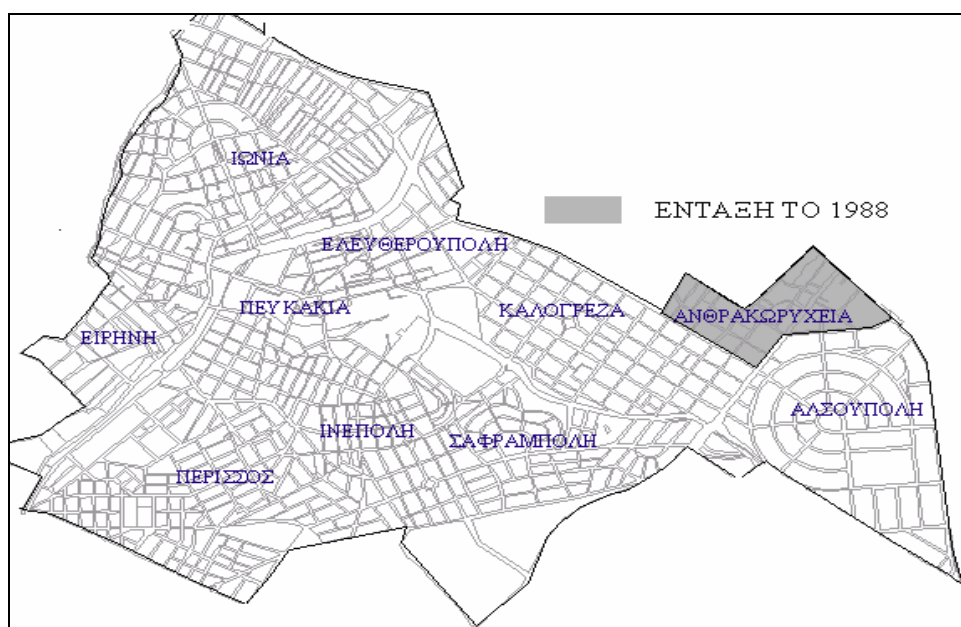 ΙΩΝΙΑ
ΕΝΤΑΞΗ ΤΟ 1988
ΕΛΕΥΘΕΡΟΥΠΟΛΗ
ΠΕΥΚΑΚΙΑ
ΚΑΛΟΓΡΕΖΑ
ΑΝΘΡΑΚΩΡΥΧΕΙΑ
ΕΙΡΗΝΗ
ΑΛΣΟΥΠΟΛΗ
ΙΝΕΠΟΛΗ
ΣΑΦΡΑΜΠΟΛΗ
ΠΕΡΙΣΣΟΣ